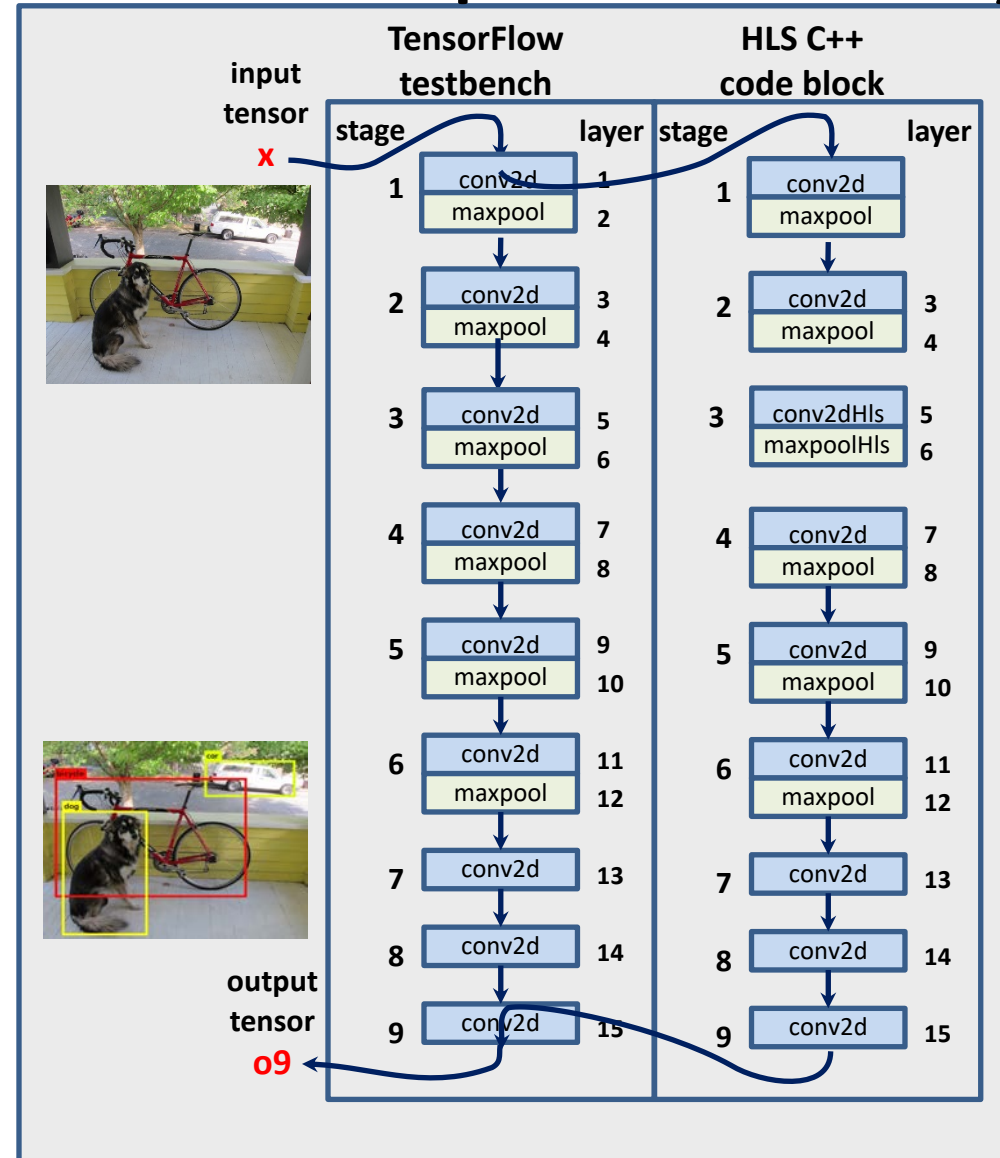 TensorFlow
testbench
HLS C++
code block
input
tensor
x
stage
layer
stage
layer
1
conv2d
1
maxpool
2
2
conv2d
3
maxpool
4
3
conv2d
5
maxpool
6
4
conv2d
7
maxpool
8
5
conv2d
9
maxpool
10
6
conv2d
11
maxpool
12
7
conv2d
13
8
conv2d
14
9
conv2d
15
1
conv2d
maxpool
2
conv2d
3
maxpool
4
3
conv2dHls
5
maxpoolHls
6
4
conv2d
7
maxpool
8
5
conv2d
9
maxpool
10
6
conv2d
11
maxpool
12
7
conv2d
13
8
conv2d
14
9
conv2d
15
bicycle
car
dog
output
tensor
o9